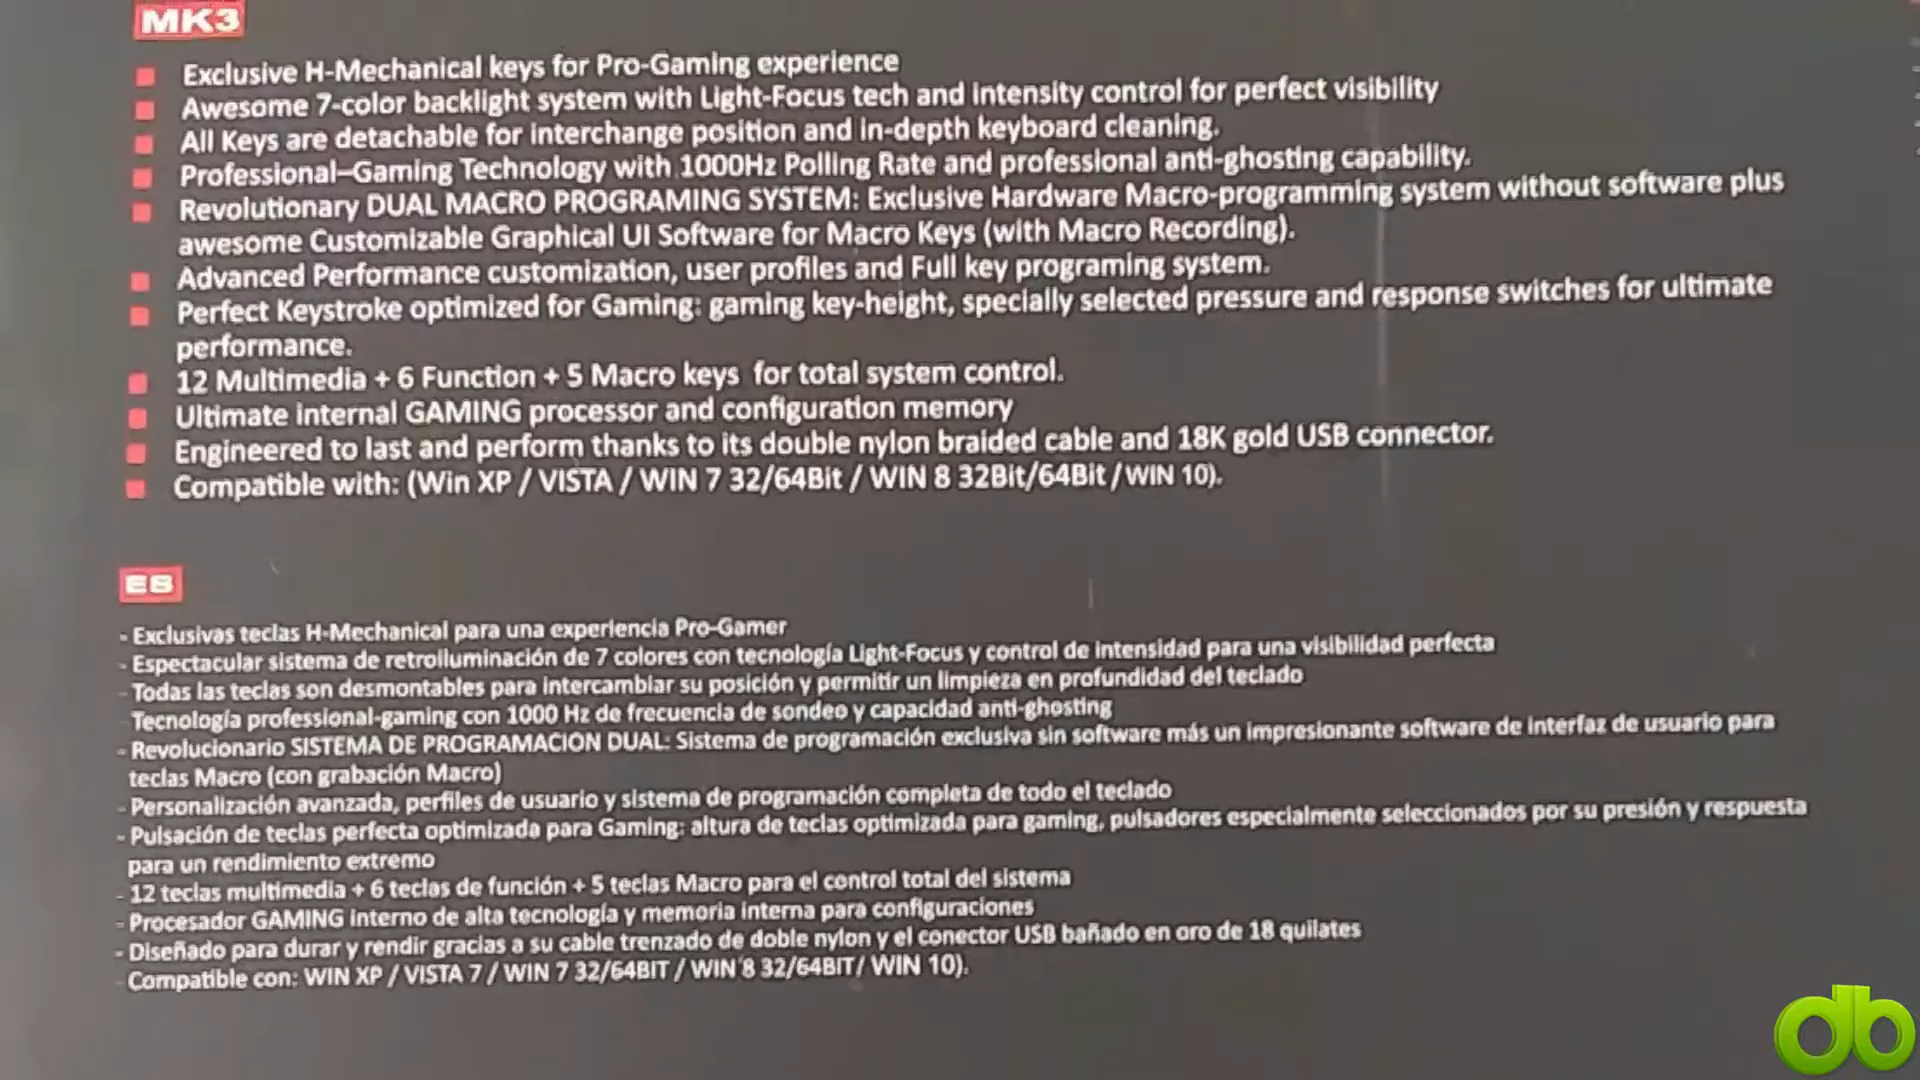 MK3
Exclusive H-Mechanical keys for Pro-Gaming experience
Awesome 7-color backlight system with Light-Focus tech and intensity control for perfect visibility
All Keys are detachable for interchange position and in-depth keyboard cleaning.
Professional–Gaming Technology with 1000Hz Polling Rate and professional anti-ghosting capability.
Revolutionary DUAL MACRO PROGRAMING SYSTEM: Exclusive Hardware Macro-programming system without software plus
awesome Customizable Graphical UI Software for Macro Keys (with Macro Recording).
Advanced Performance customization, user profiles and Full key programing system.
Perfect Keystroke optimized for Gaming: gaming key-height, specially selected pressure and response switches for ultimate
performance.
12 Multimedia + 6 Function + 5 Macro keys for total system control.
Ultimate internal GAMING processor and configuration memory
Engineered to last and perform thanks to its double nylon braided cable and 18K gold USB connector.
Compatible with: (Win XP / VISTA / WIN 7 32/64Bit / WIN 8 32Bit/64Bit /WIN 10).
ES
- Exclusivas teclas H-Mechanical para una experiencia Pro-Gamer
- Espectacular sistema de retroiluminación de 7 colores con tecnología Light-Focus y control de intensidad para una visibilidad perfecta
- Todas las teclas son desmontables para intercambiar su posición y permitir un limpieza en profundidad del teclado
Tecnología professional-gaming con 1000 Hz de frecuencia de sondeo y capacidad anti-ghosting
- Revolucionario SISTEMA DE PROGRAMACION DUAL: Sistema de programación exclusiva sin software más un impresionante software de interfaz de usuario para
teclas Macro (con grabación Macro)
- Personalización avanzada, perfiles de usuario y sistema de programación completa de todo el teclado
- Pulsación de teclas perfecta optimizada para Gaming: altura de teclas optimizada para gaming, pulsadores especialmente seleccionados por su presión y respuesta
para un rendimiento extremo
- 12 teclas multimedia + 6 teclas de función + 5 teclas Macro para el control total del sistema
- Procesador GAMING interno de alta tecnología y memoria interna para configuraciones
- Diseñado para durar y rendir gracias a su cable trenzado de doble nylon y el conector USB bañado en oro de 18 quilates
- Compatible con: WIN XP / VISTA 7 / WIN 7 32/64BIT / WIN 8 32/64BIT/ WIN 10).
db